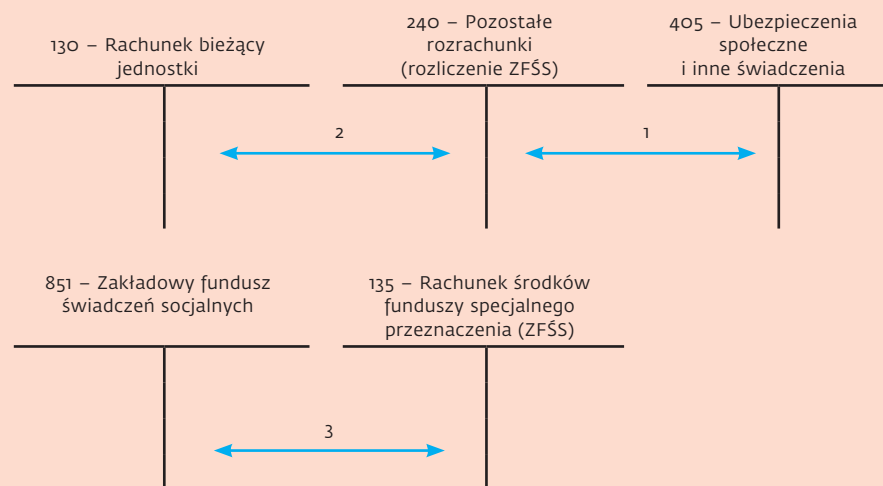 130 – Rachunek bieżący
jednostki
240 – Pozostałe
rozrachunki
(rozliczenie ZFŚS)
405 – Ubezpieczenia
społeczne
i inne świadczenia
2
1
851 – Zakładowy fundusz
świadczeń socjalnych
135 – Rachunek środków
funduszy specjalnego
przeznaczenia (ZFŚS)
3